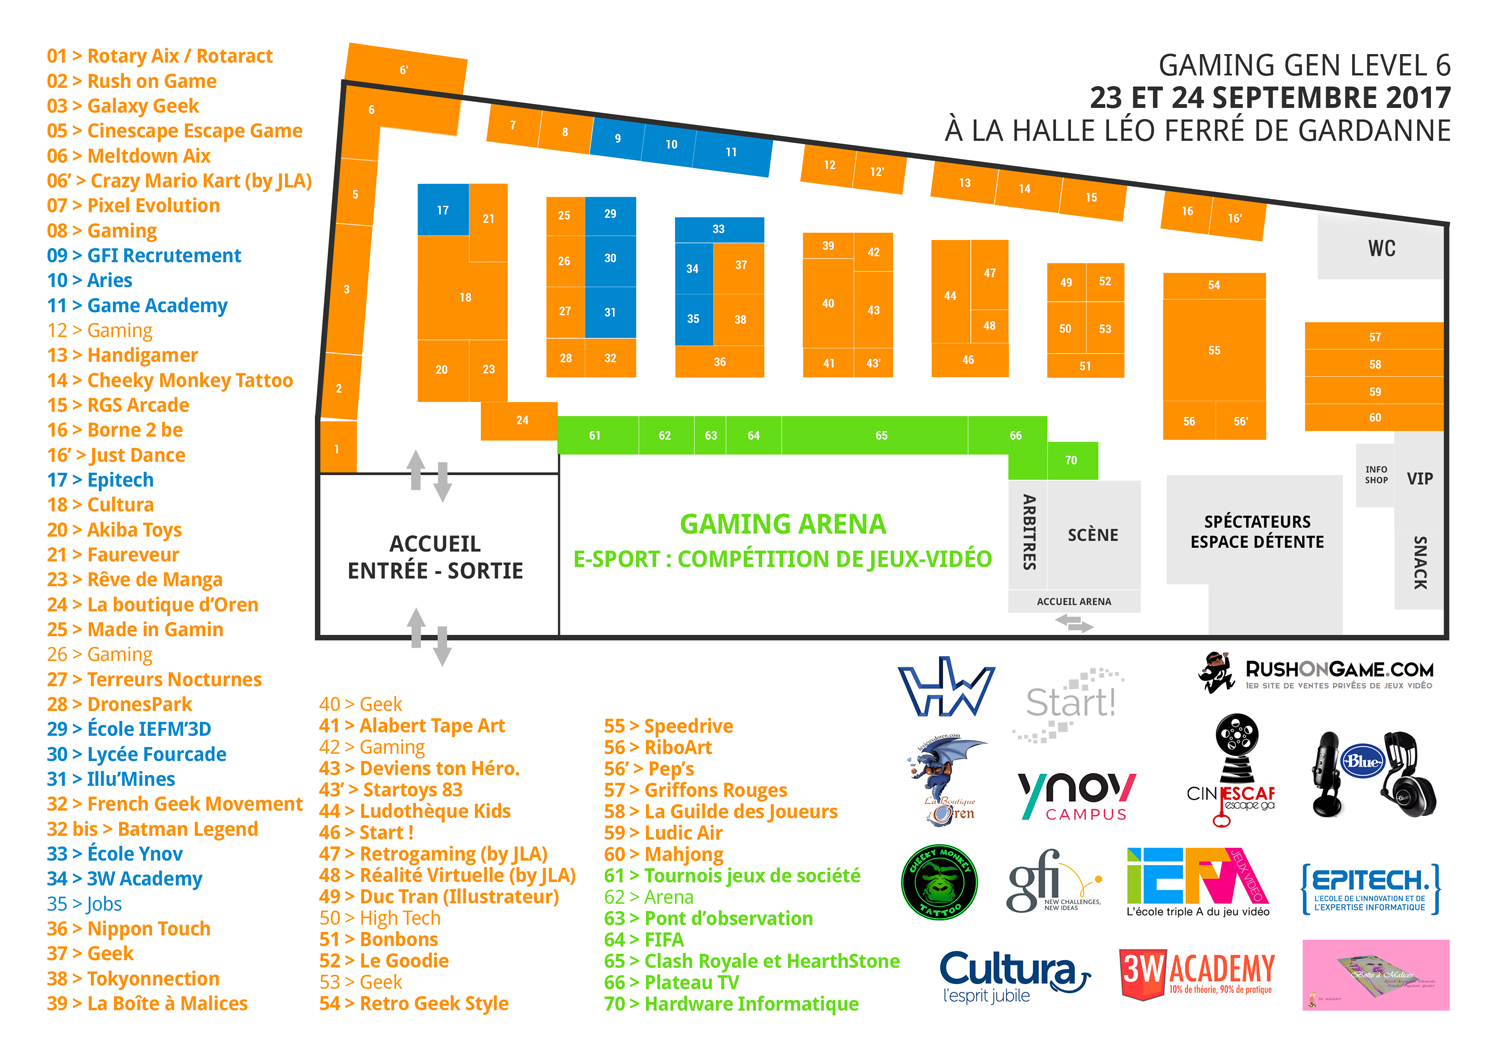 GAMING GEN LEVEL 6
23 ET 24 SEPTEMBRE 2017
À LA HALLE LÉO FERRÉ DE GARDANNE
01 > Rotary Aix / Rotaract
02 > Rush on Game
03 > Galaxy Geek
05 > Cinescape Escape Game
06 > Meltdown Aix
06’ > Crazy Mario Kart (by JLA)
07 > Pixel Evolution
08 > Gaming
09 > GFI Recrutement
10 > Aries
11 > Game Academy
12 > Gaming
13 > Handigamer
14 > Cheeky Monkey Tattoo
15 > RGS Arcade
16 > Borne 2 be
16’ > Just Dance
17 > Epitech
18 > Cultura
20 > Akiba Toys
21 > Faureveur
23 > Rêve de Manga
24 > La boutique d’Oren
25 > Made in Gamin
26 > Gaming
27 > Terreurs Nocturnes
28 > DronesPark
29 > École IEFM’3D
30 > Lycée Fourcade
31 > Illu’Mines
32 > French Geek Movement
32 bis > Batman Legend
33 > École Ynov
34 > 3W Academy
35 > Jobs
36 > Nippon Touch
37 > Geek
38 > Tokyonnection
39 > La Boîte à Malices
40 > Geek
41 > Alabert Tape Art
42 > Gaming
43 > Deviens ton Héro.
43’ > Startoys 83
44 > Ludothèque Kids
46 > Start !
47 > Retrogaming (by JLA)
48 > Réalité Virtuelle (by JLA)
49 > Duc Tran (Illustrateur)
50 > High Tech
51 > Bonbons
52 > Le Goodie
53 > Geek
54 > Retro Geek Style
55 > Speedrive
56 > RiboArt
56’ > Pep’s
57 > Griffons Rouges
58 > La Guilde des Joueurs
59 > Ludic Air
60 > Mahjong
61 > Tournois jeux de société
62 > Arena
63 > Pont d’observation
64 > FIFA
65 > Clash Royale et HearthStone
66 > Plateau TV
70 > Hardware Informatique
6’
6
5
3
2
1
7
8
9
10
11
12
12’
13
14
15
16
16’
17
21
18
20
23
24
25
29
26
30
27
31
28
32
33
34
37
35
38
36
39
42
40
43
41
43’
44
47
48
46
49
52
50
53
51
54
55
56
56’
57
58
59
60
61
62
63
64
65
66
70
WC
INFO
SHOP
VIP
SNACK
SPÉCTATEURS
ESPACE DÉTENTE
SCÈNE
ARBITRES
ACCUEIL ARENA
GAMING ARENA
E-SPORT : COMPÉTITION DE JEUX-VIDÉO
ACCUEIL
ENTRÉE - SORTIE
HW
Start!
RUSHONGAME.COM
1ER SITE DE VENTES PRIVÉES DE JEUX VIDÉO
La Boutique
d'Oren
YNOV
CAMPUS
CINESCAP
escape ga
Blue
CHEEKY MONKEY
TATTOO
gfi
NEW CHALLENGES,
NEW IDEAS
IEFM
JEUX VIDÉO
L'école triple A du jeu vidéo
{EPITECH.}
L'ECOLE DE L'INNOVATION ET DE
L'EXPERTISE INFORMATIQUE
Cultura
l'esprit jubile
3W ACADEMY
10% de théorie, 90% de pratique
Boîte à Malices